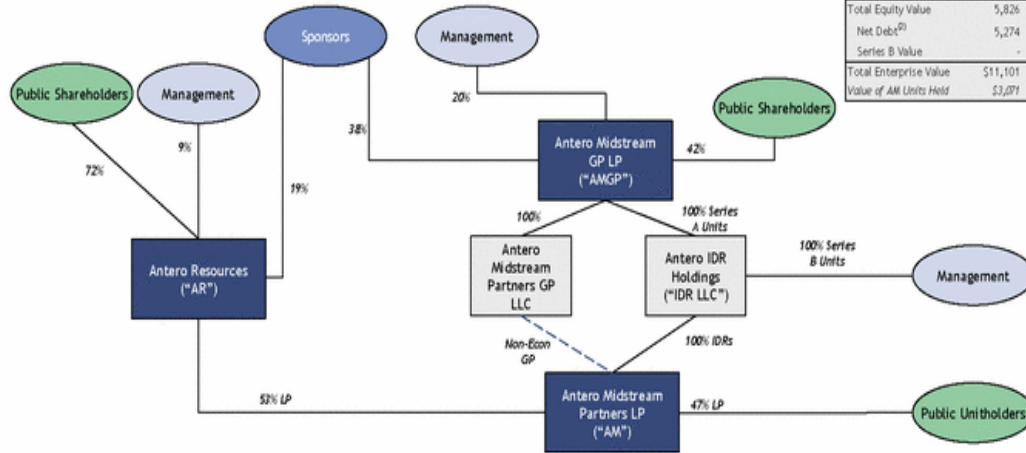 Total Equity Value 5,826
Net Debt(2) 5,274
Series B Value -
Total Enterprise Value $11,101
Value of AM Units Held $3,071
Sponsors
Management
Public Shareholders
Management
Public Shareholders
20%
38%
9%
72%
19%
42%
Antero Midstream
GP LP
("AMGP")
100%
100% Series
A Units
Antero Resources
("AR")
Antero
Midstream
Partners GP
LLC
Antero IDR
Holdings
("IDR LLC")
100% Series
B Units
Management
Non-Econ
GP
100% IDRs
53% LP
Antero Midstream
Partners LP
("AM")
47% LP
Public Unitholders